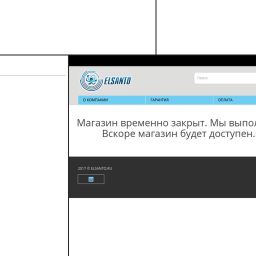 ELSANTO
Поиск
О КОМПАНИИ ГАРАНТИЯ ОПЛАТА
Магазин временно закрыт. Мы выпол
Вскоре магазин будет доступен.
2017 © ELSANTO.RU